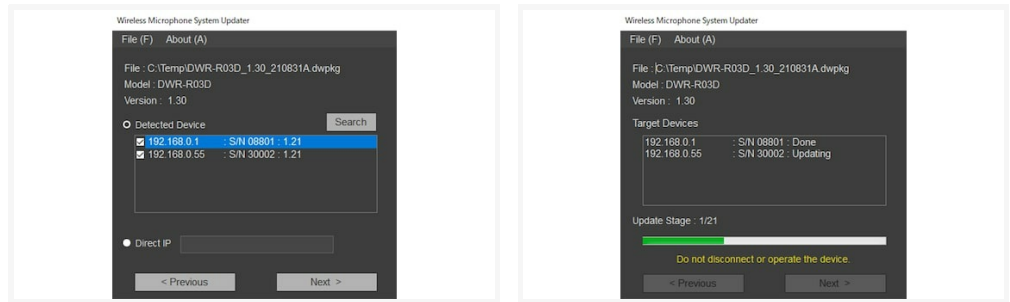 Wireless Microphone System Updater
File (F) About (A)
File : C:\Temp\DWR-R03D_1.30_210831A.dwpkg
Model : DWR-R03D
Version : 1.30
Detected Device
Search
192.168.0.1 : S/N 08801 : 1.21
192.168.0.55 : S/N 30002 : 1.21
Direct IP
< Previous
Next >
Wireless Microphone System Updater
File (F) About (A)
File : C:\Temp\DWR-R03D_1.30_210831A.dwpkg
Model : DWR-R03D
Version : 1.30
Target Devices
192.168.0.1 : S/N 08801 : Done
192.168.0.55 : S/N 30002 : Updating
Update Stage : 1/21
Do not disconnect or operate the device.
< Previous
Next >